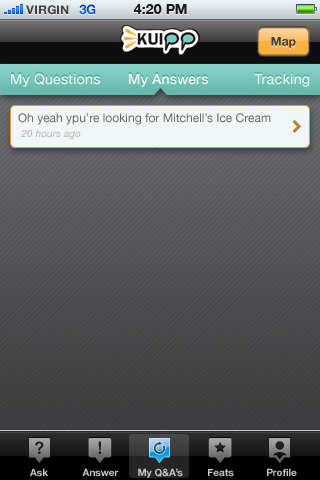 VIRGIN 3G 4:20 PM
KUIPP
Map
My Questions My Answers Tracking
Oh yeah ypu're looking for Mitchell's Ice Cream
20 hours ago
Ask Answer My Q&A's Feats Profile